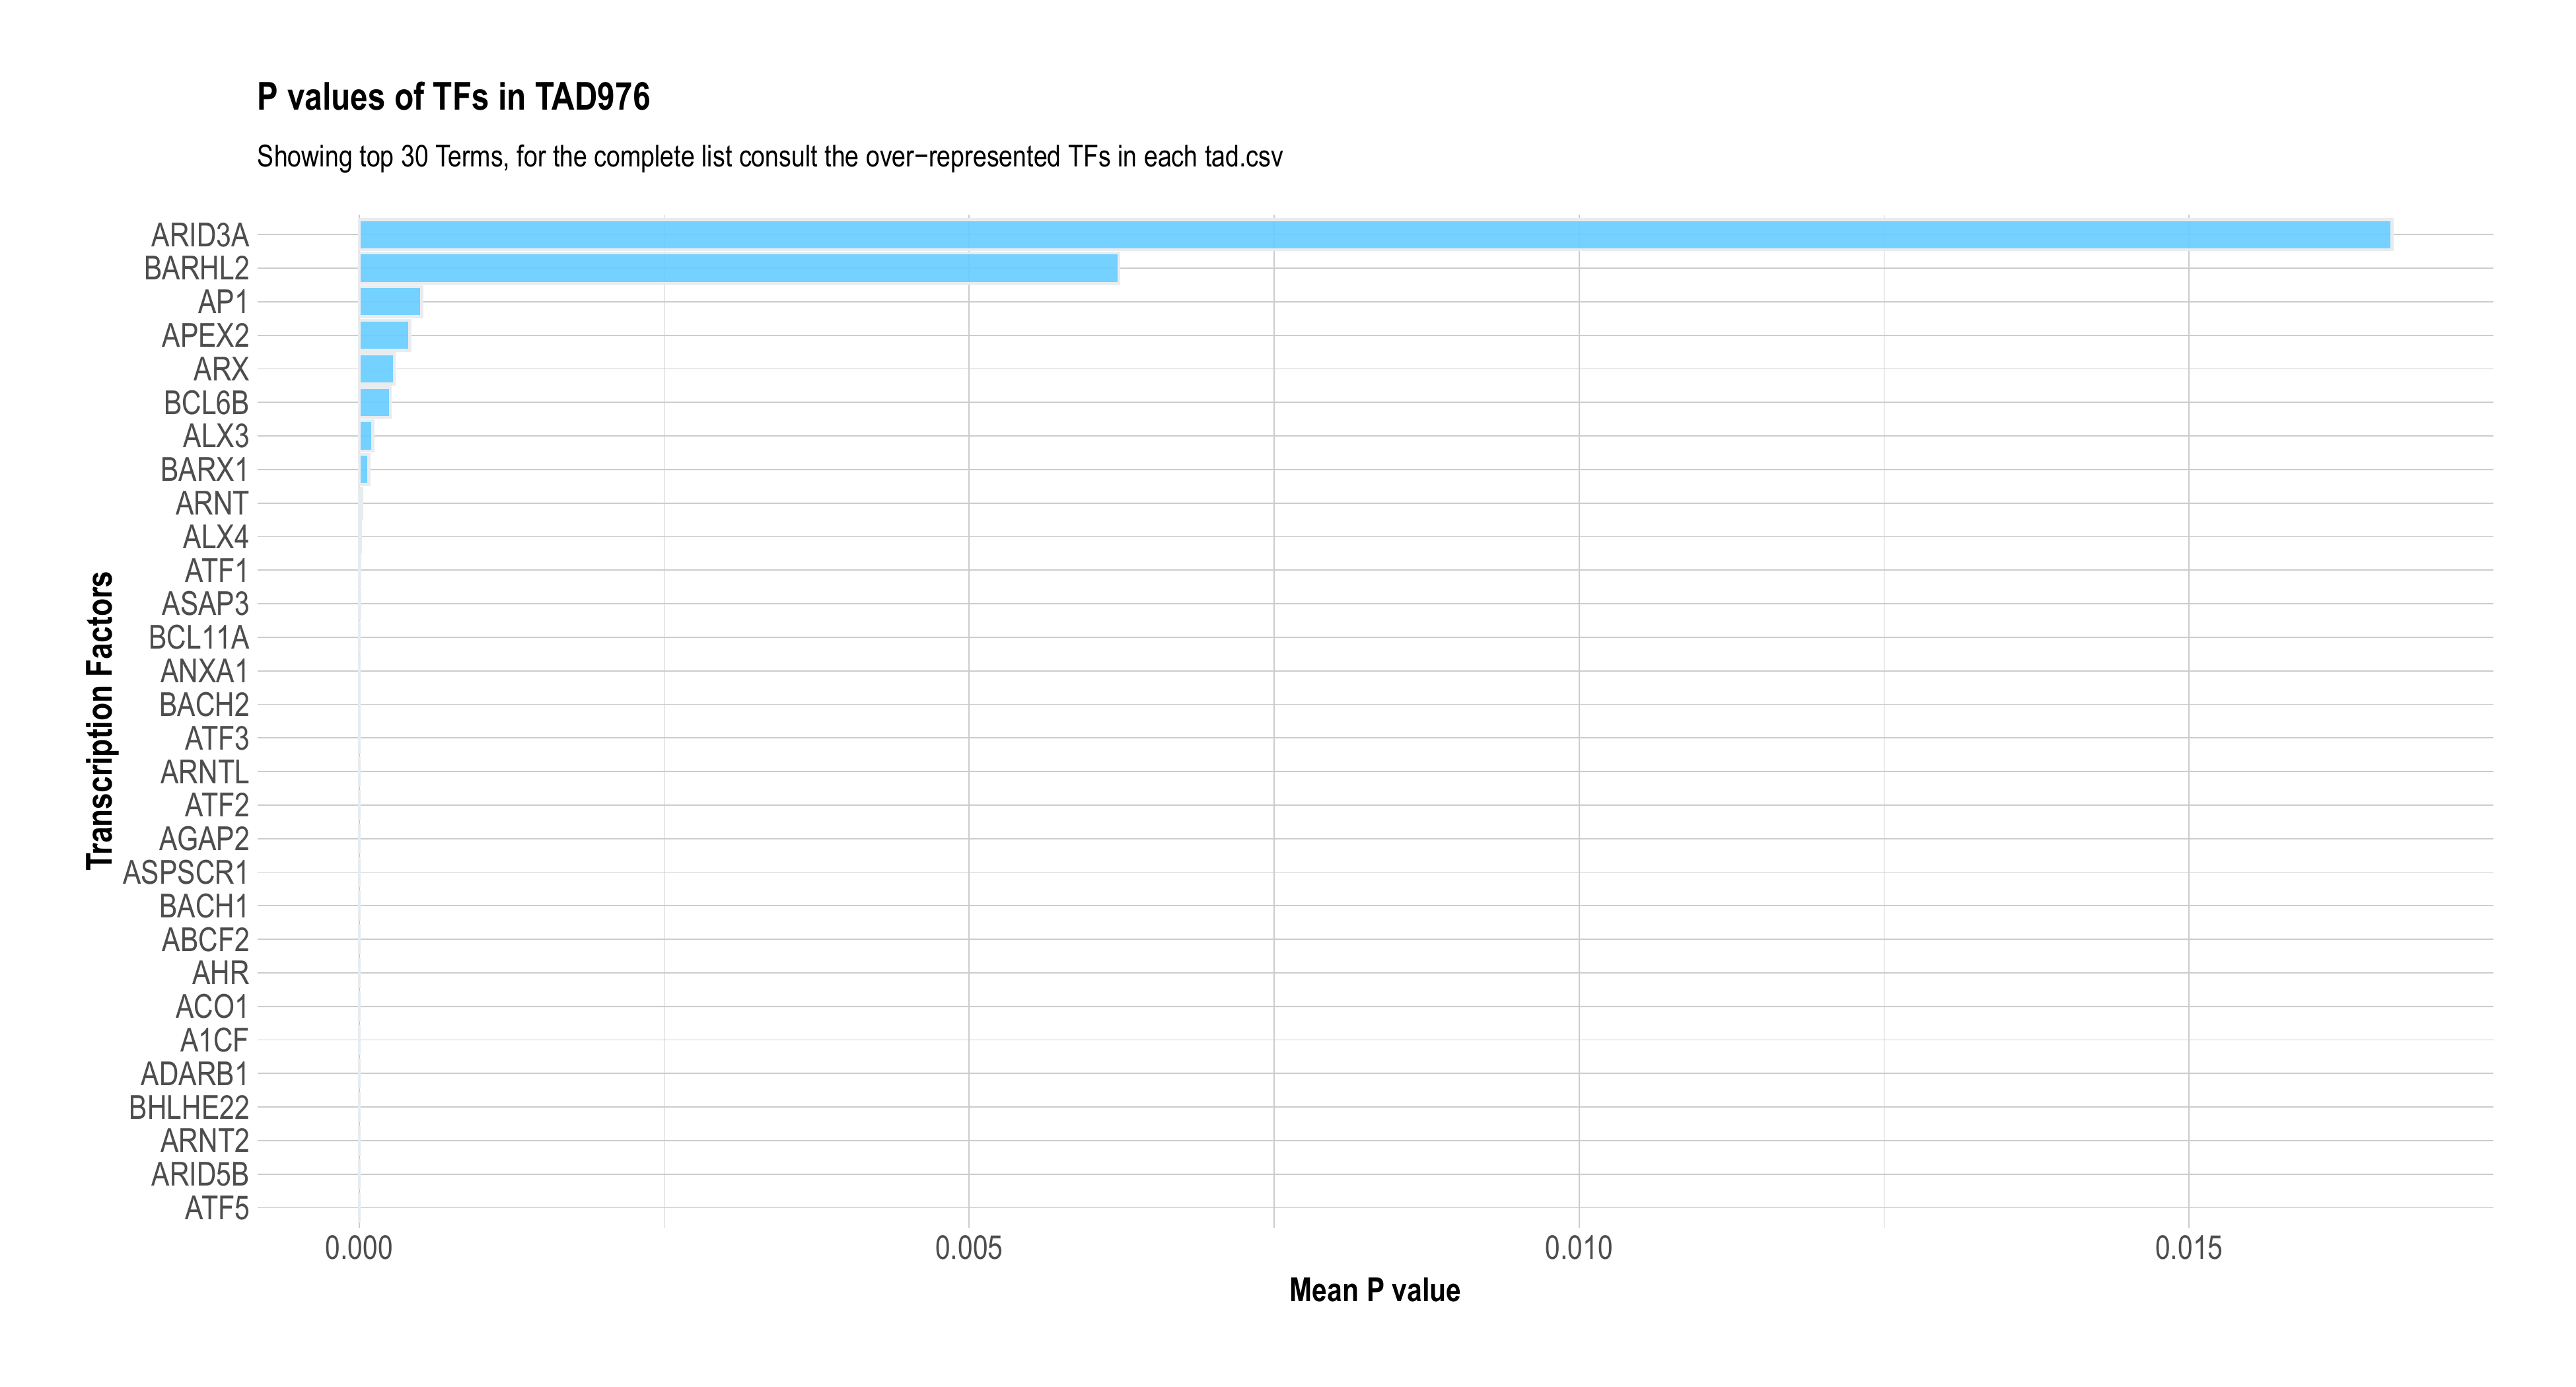 P values of TFs in TAD976
Showing top 30 Terms, for the complete list consult the over−represented TFs in each tad.csv
Transcription Factors
ARID3A
BARHL2
AP1
APEX2
ARX
BCL6B
ALX3
BARX1
ARNT
ALX4
ATF1
ASAP3
BCL11A
ANXA1
BACH2
ATF3
ARNTL
ATF2
AGAP2
ASPSCR1
BACH1
ABCF2
AHR
ACO1
A1CF
ADARB1
BHLHE22
ARNT2
ARID5B
ATF5
0.000 0.005 0.010 0.015
Mean P value